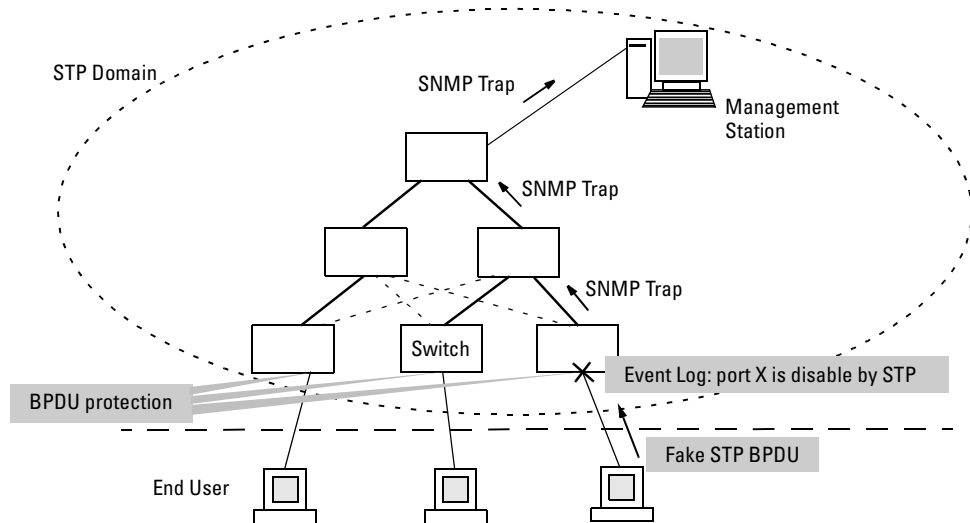 STP Domain
SNMP Trap
Management
Station
SNMP Trap
SNMP Trap
Switch
Event Log: port X is disable by STP
BPDU protection
Fake STP BPDU
End User